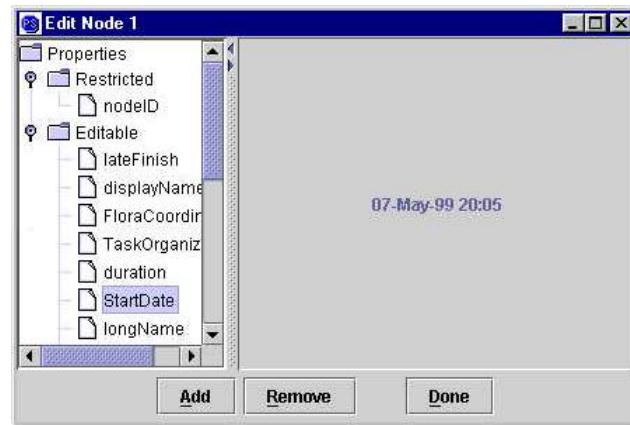 Edit Node 1
Properties
Restricted
nodeID
Editable
lateFinish
displayName
FloraCoordin
TaskOrganiz
duration
StartDate
longName
07-May-99 20:05
Add Remove Done